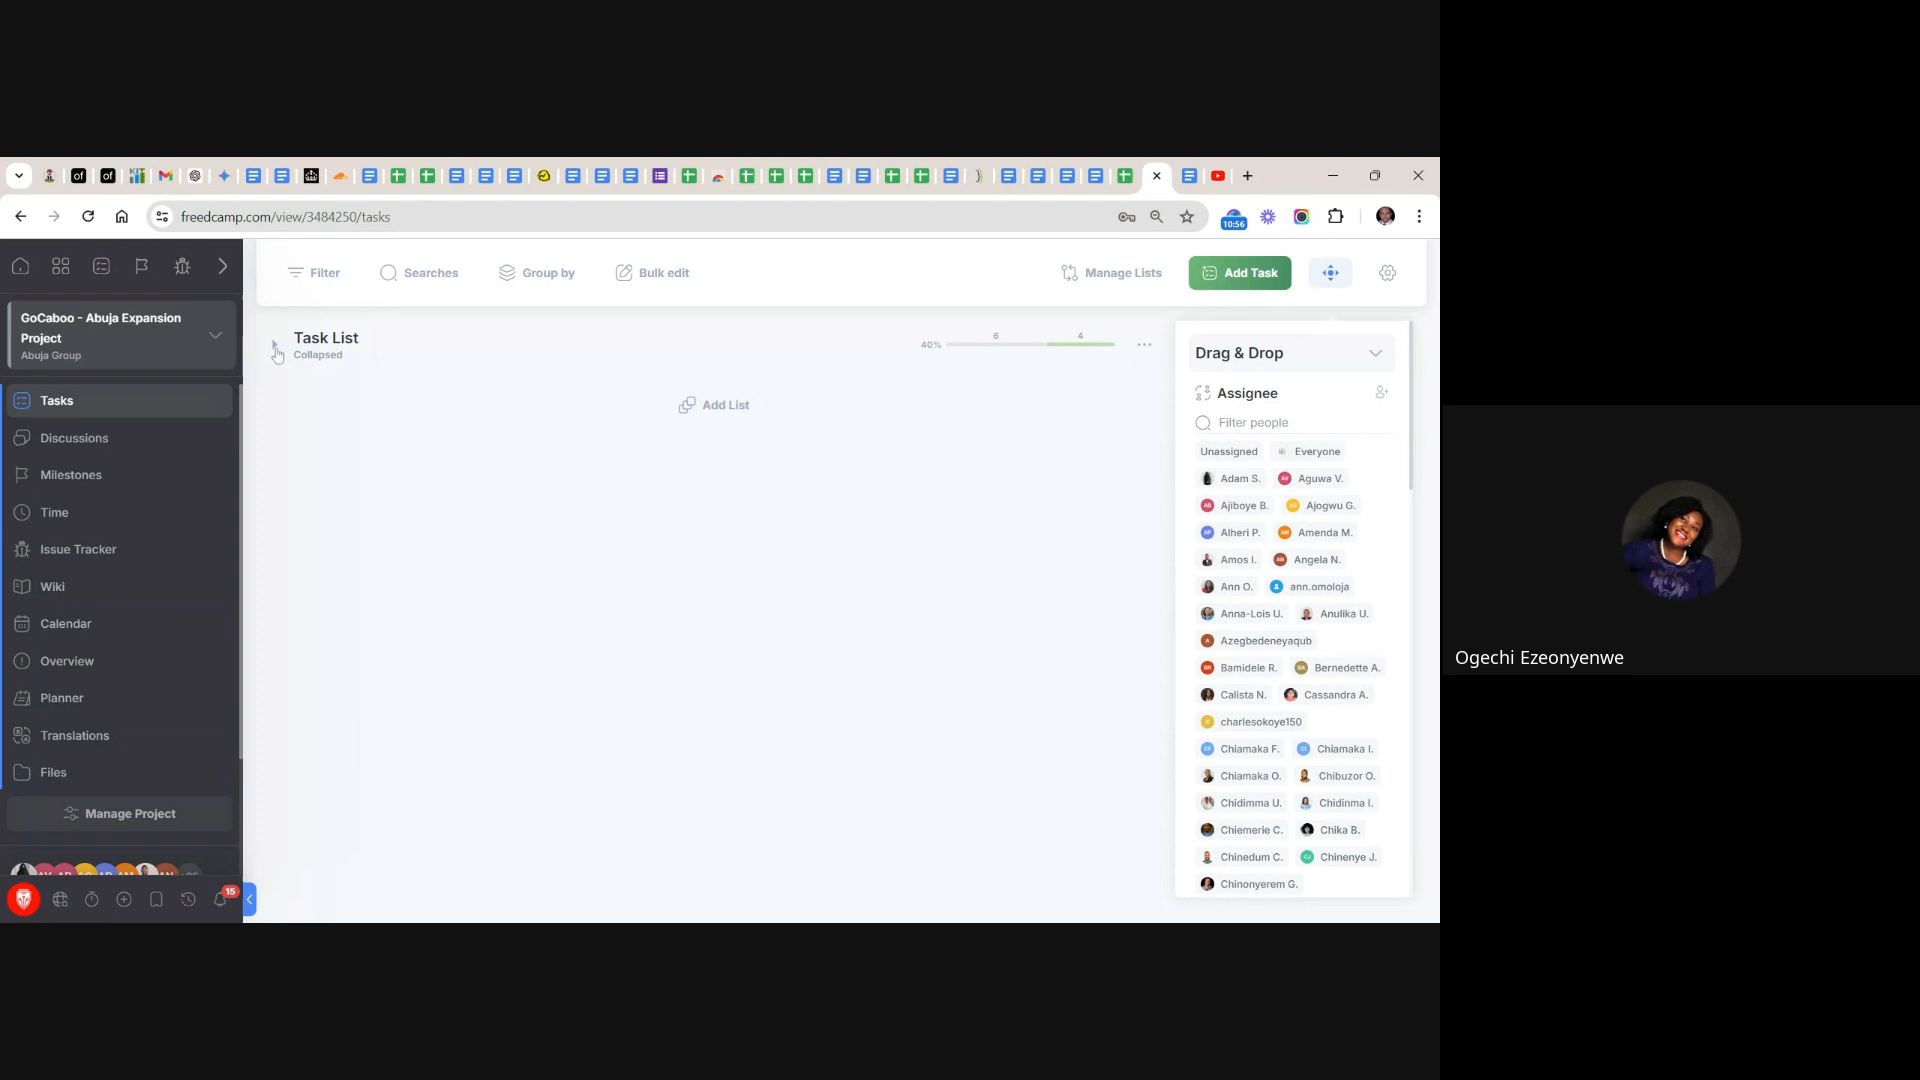 freedcamp.com/view/3484250/tasks
10:56
GoCaboo - Abuja Expansion
Project
Abuja Group
Tasks
Discussions
Milestones
Time
Issue Tracker
Wiki
Calendar
Overview
Planner
Translations
Files
Manage Project
15
Filter
Searches
Group by
Bulk edit
Manage Lists
Add Task
Task List
Collapsed
40%
6
4
Add List
Drag & Drop
Assignee
Filter people
Unassigned Everyone
Adam S. Aguwa V.
Ajiboye B. Ajogwu G.
Alheri P. Amenda M.
Amos I. Angela N.
Ann O. ann.omoloja
Anna-Lois U. Anulika U.
Azegbedeneyaqub
Bamidele R. Bernedette A.
Calista N. Cassandra A.
charlesokoye150
Chiamaka F. Chiamaka I.
Chiamaka O. Chibuzor O.
Chidimma U. Chidinma I.
Chiemerie C. Chika B.
Chinedum C. Chinenye J.
Chinonyerem G.
Ogechi Ezeonyenwe